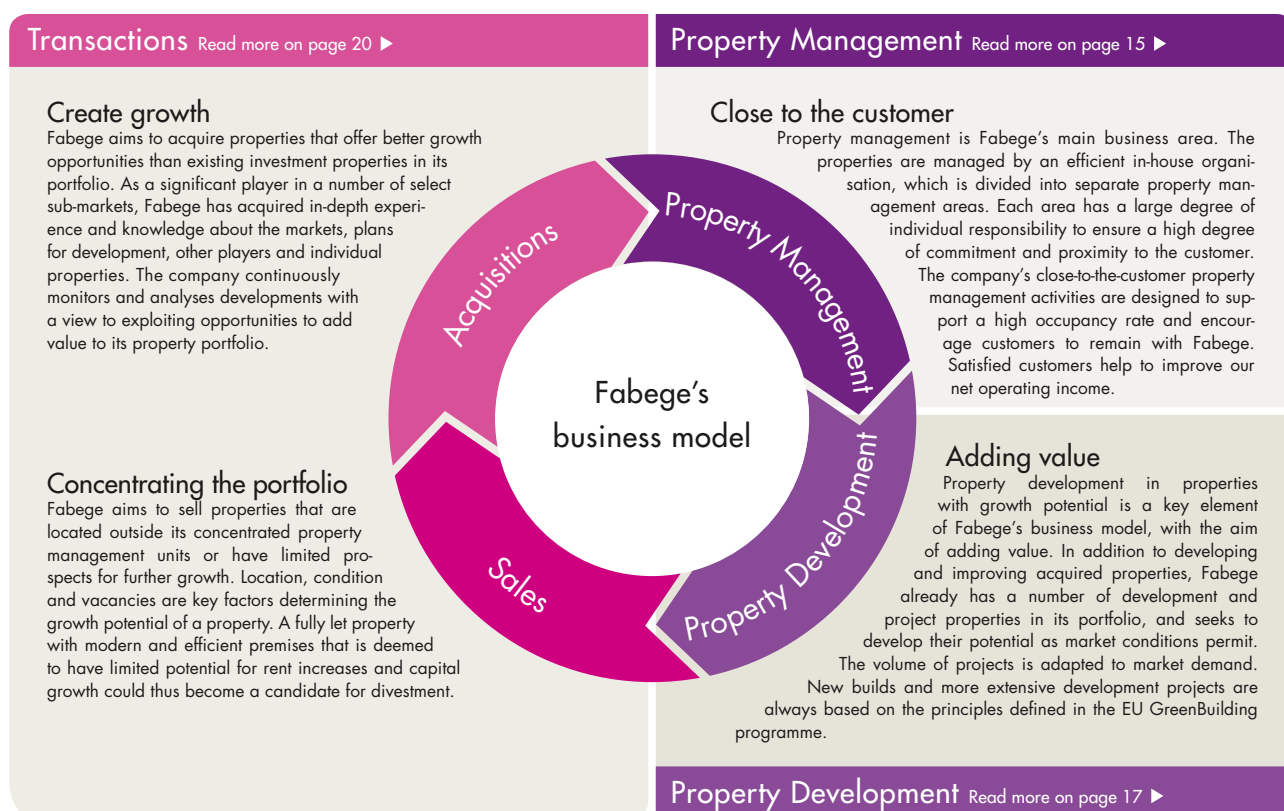 Transactions Read more on page 20 ▶
Create growth
Fabege aims to acquire properties that offer better growth
opportunities than existing investment properties in its
portfolio. As a significant player in a number of select
sub-markets, Fabege has acquired in-depth experi-
ence and knowledge about the markets, plans
for development, other players and individual
properties. The company continuously
monitors and analyses developments with
a view to exploiting opportunities to add
value to its property portfolio.
Concentrating the portfolio
Fabege aims to sell properties that are
located outside its concentrated property
management units or have limited pro-
spects for further growth. Location, condition
and vacancies are key factors determining the
growth potential of a property. A fully let property
with modern and efficient premises that is deemed
to have limited potential for rent increases and capital
growth could thus become a candidate for divestment.
Acquisitions
Property Management
Fabege's
business model
Sales
Property Development
Property Management Read more on page 15 ▶
Close to the customer
Property management is Fabege's main business area. The
properties are managed by an efficient in-house organi-
sation, which is divided into separate property man-
agement areas. Each area has a large degree of
individual responsibility to ensure a high degree
of commitment and proximity to the customer.
The company's close-to-the-customer property
management activities are designed to sup-
port a high occupancy rate and encour-
age customers to remain with Fabege.
Satisfied customers help to improve our
net operating income.
Adding value
Property development in properties
with growth potential is a key element
of Fabege's business model, with the aim
of adding value. In addition to developing
and improving acquired properties, Fabege
already has a number of development and
project properties in its portfolio, and seeks to
develop their potential as market conditions permit.
The volume of projects is adapted to market demand.
New builds and more extensive development projects are
always based on the principles defined in the EU GreenBuilding
programme.
Property Development Read more on page 17 ▶